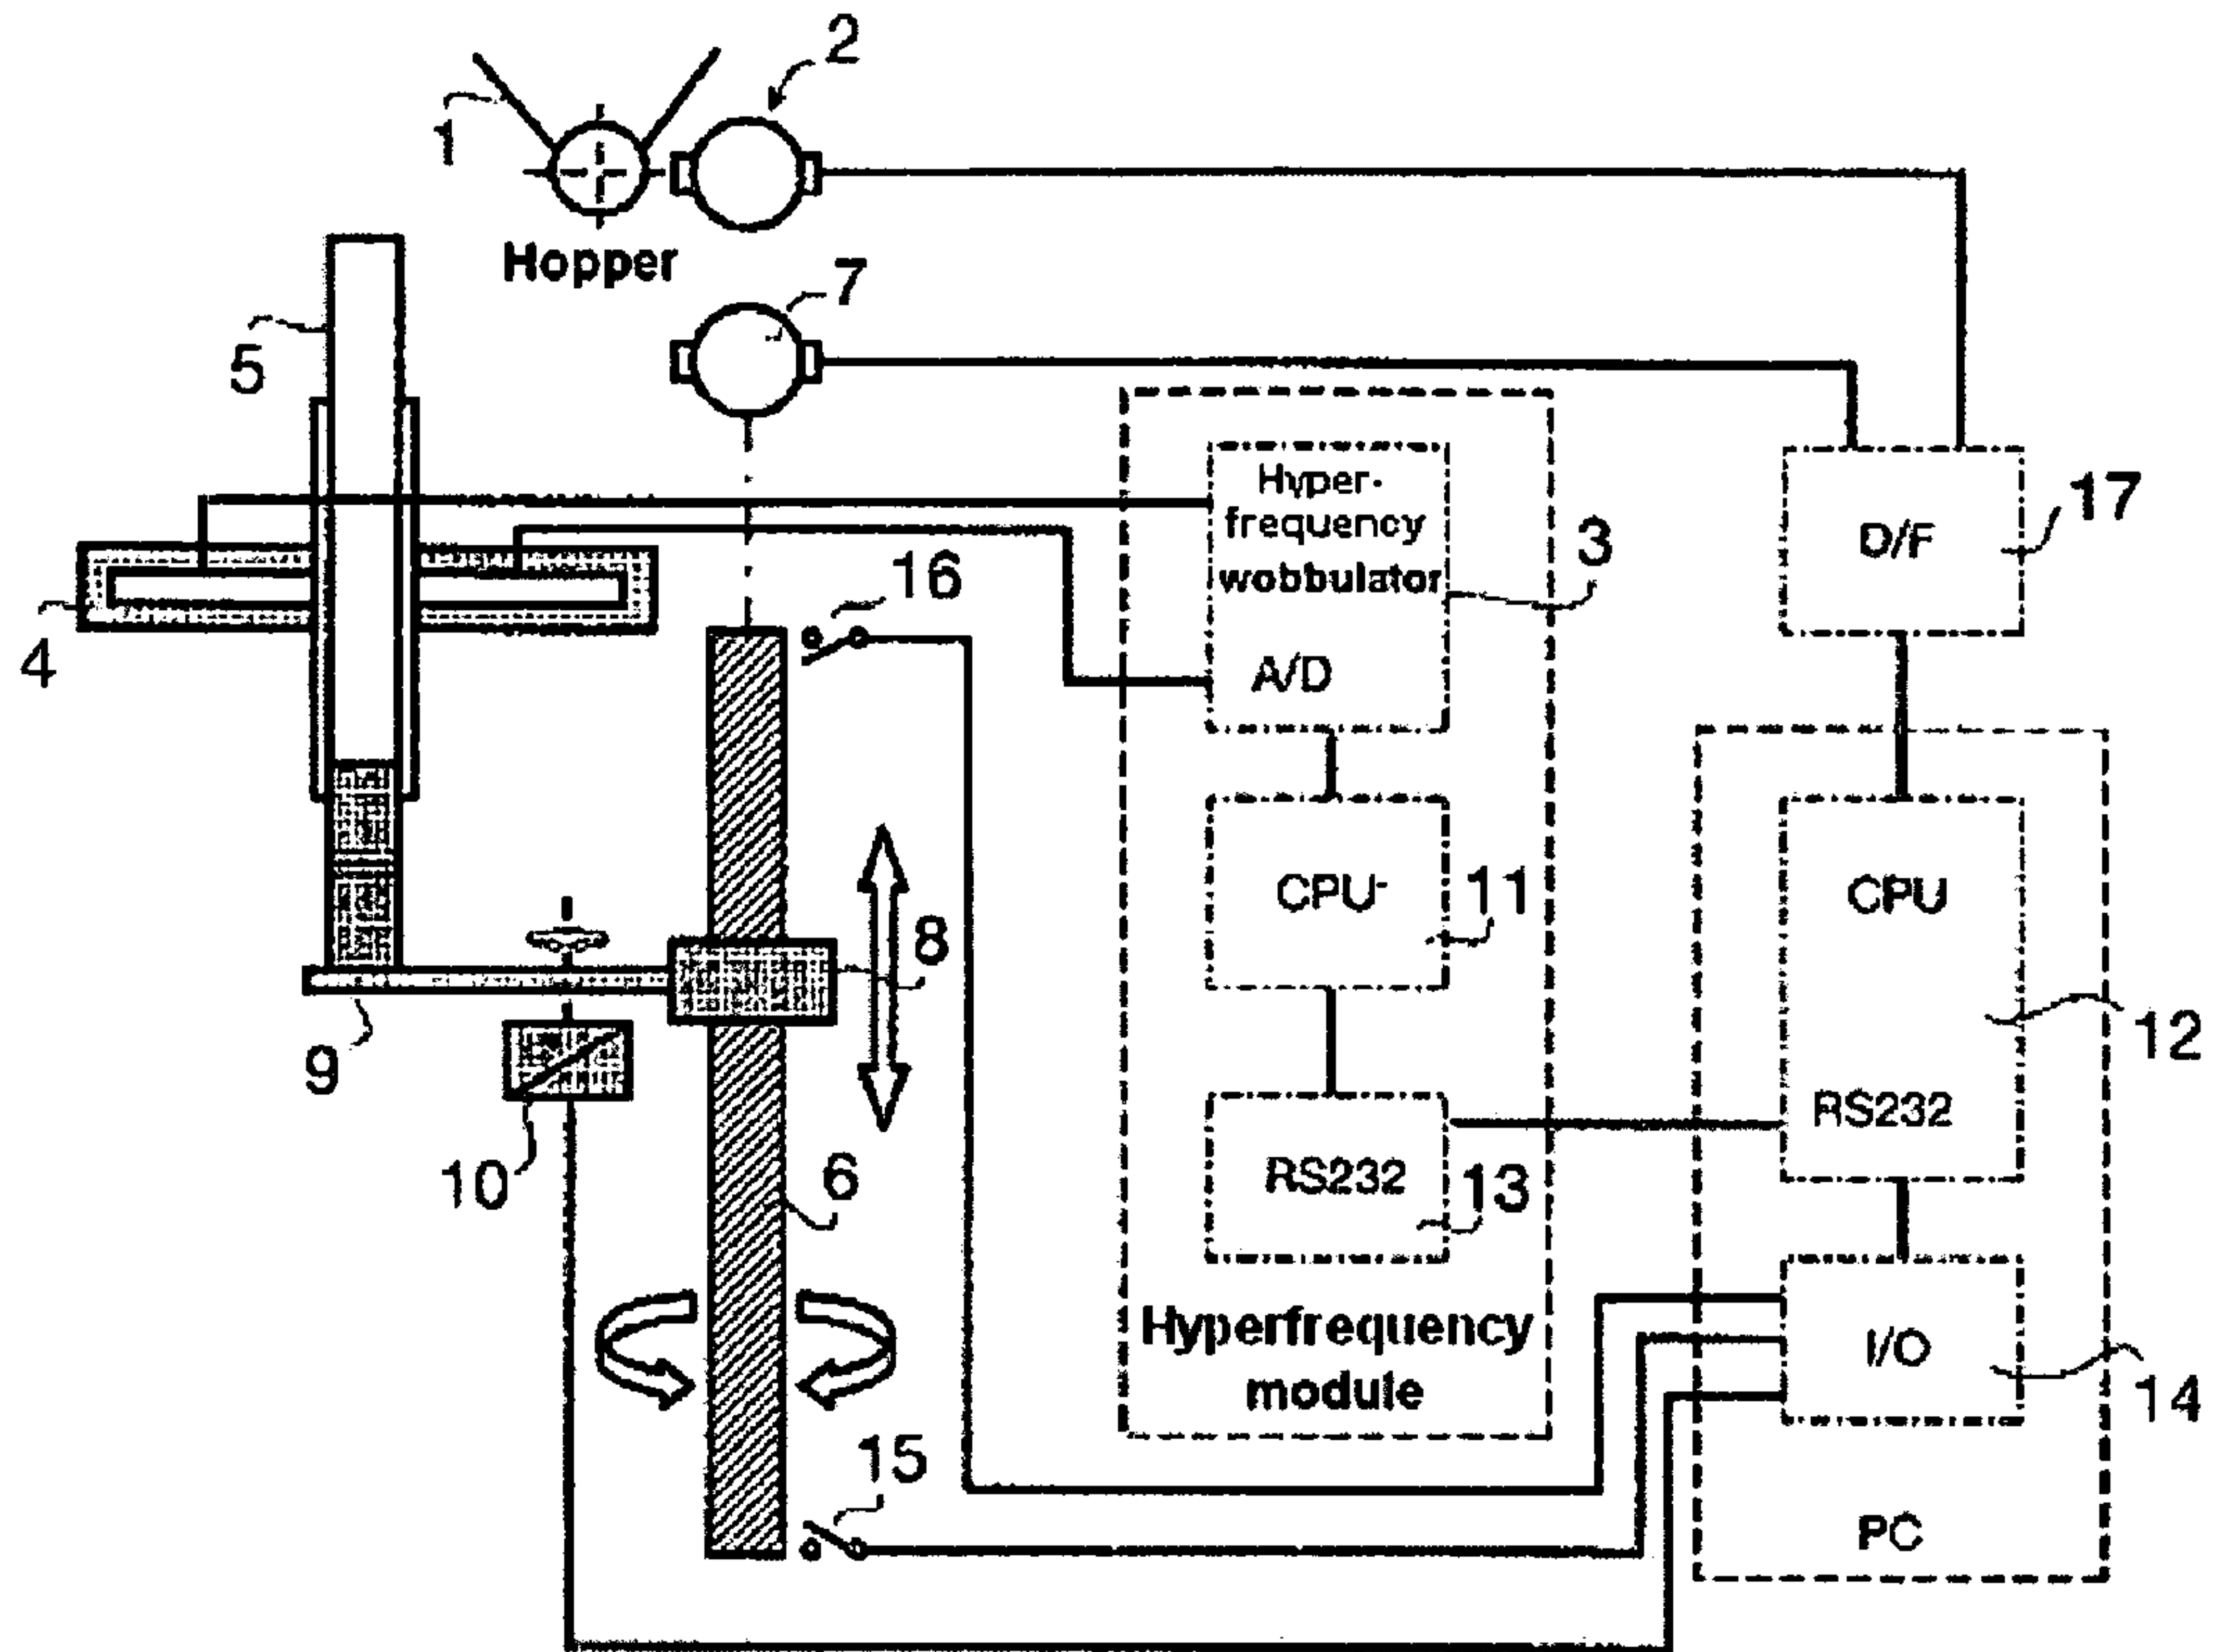 2
1
Hopper
7
5
17
Hyper-
frequency
wobbulator
3
D/F
16
4
A/D
CPU
11
CPU
8
12
9
RS232
10
6
RS232
13
Hyperfrequency
module
I/O
14
15
PC